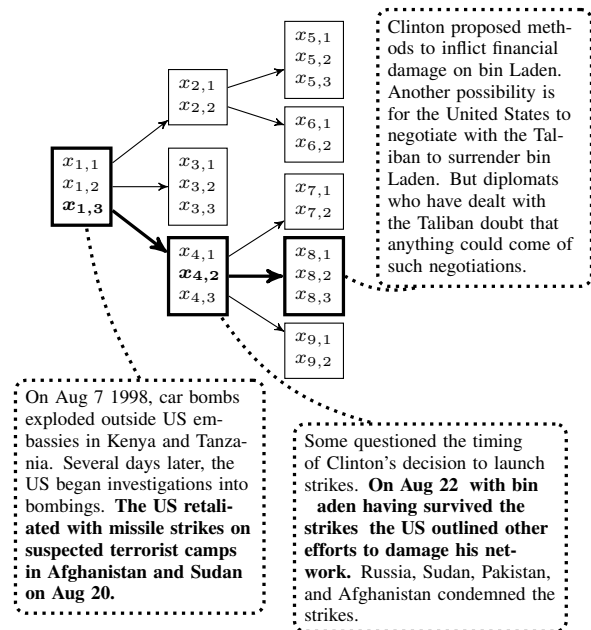 x5,1
x5,2
x5,3
x2,1
x2,2
x6,1
x6,2
x1,1
x1,2
x1,3
x3,1
x3,2
x3,3
x7,1
x7,2
x4,1
x4,2
x4,3
x8,1
x8,2
x8,3
x9,1
x9,2
Clinton proposed meth-
ods to inflict financial
damage on bin Laden.
Another possibility is
for the United States to
negotiate with the Tal-
iban to surrender bin
Laden. But diplomats
who have dealt with
the Taliban doubt that
anything could come of
such negotiations.
On Aug 7 1998, car bombs
exploded outside US em-
bassies in Kenya and Tanza-
nia. Several days later, the
US began investigations into
bombings. The US retali-
ated with missile strikes on
suspected terrorist camps
in Afghanistan and Sudan
on Aug 20.
Some questioned the timing
of Clinton's decision to launch
strikes. On Aug 22 with bin
aden having survived the
strikes the US outlined other
efforts to damage his net-
work. Russia, Sudan, Pakistan,
and Afghanistan condemned the
strikes.